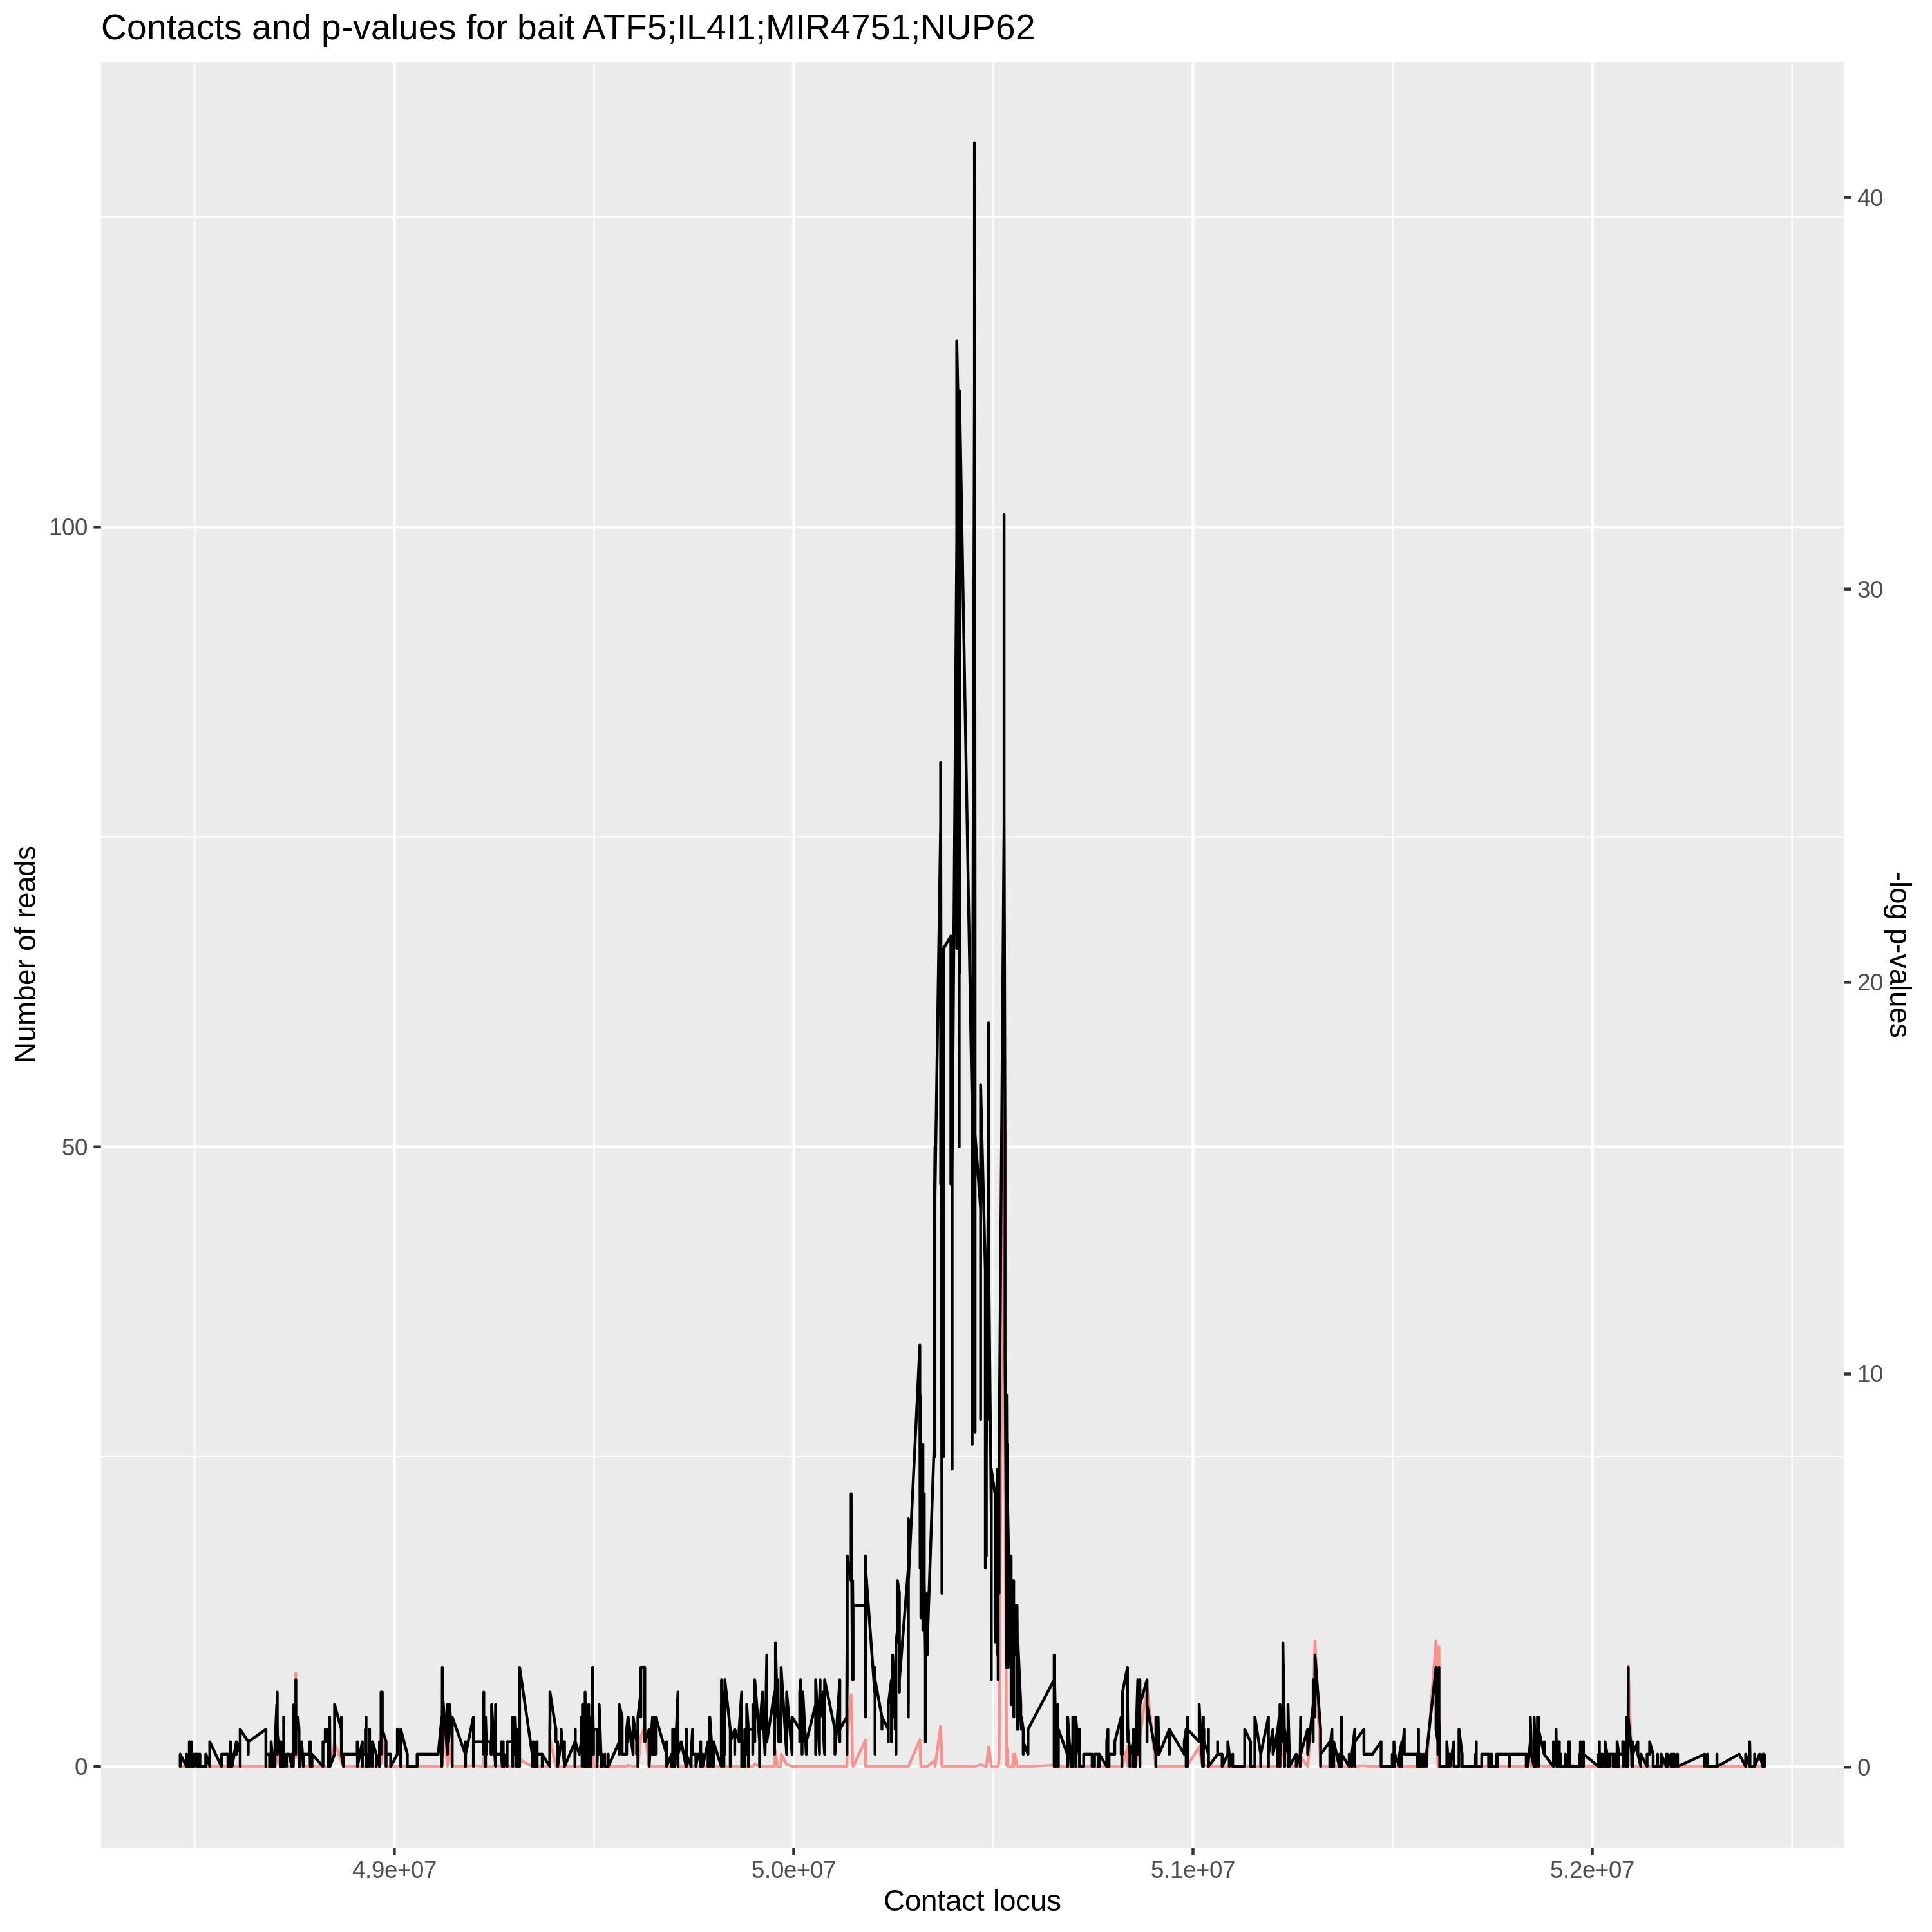 Contacts and p-values for bait ATF5;IL4I1;MIR4751;NUP62
Number of reads
100
50
0
40
30
20
10
0
-log p-values
4.9e+07 5.0e+07 5.1e+07 5.2e+07
Contact locus